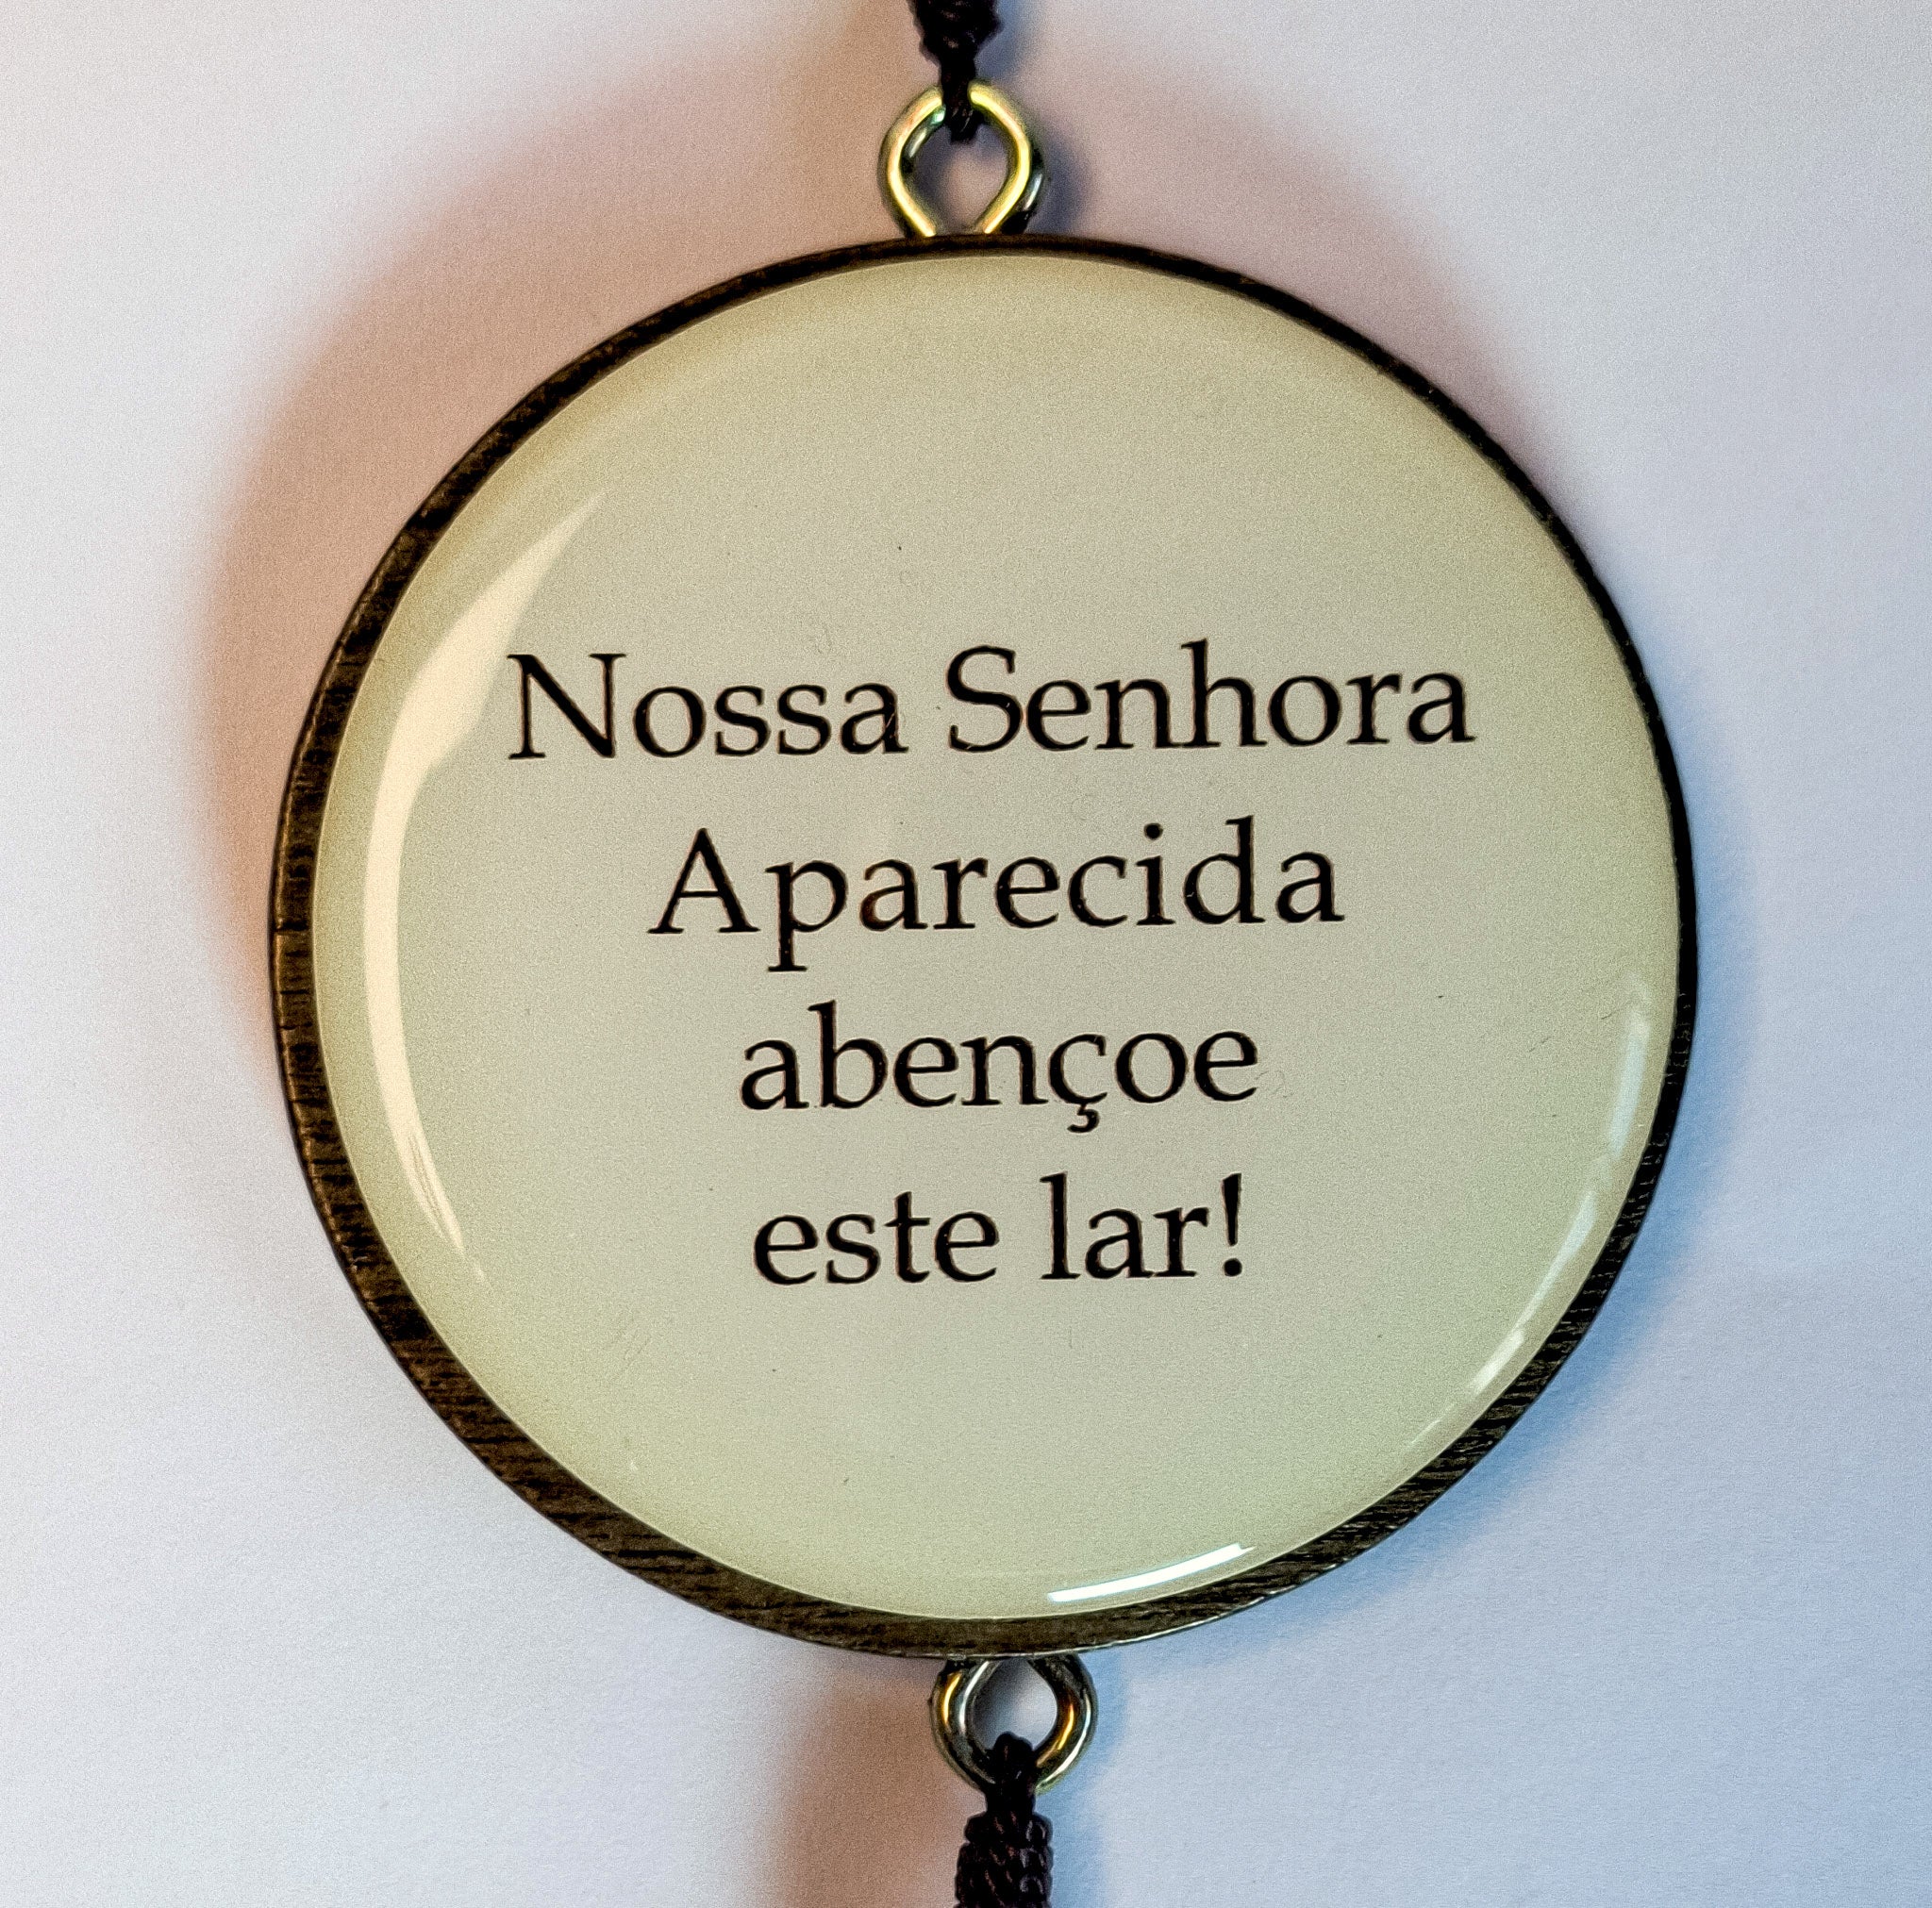 Nossa Senhora
Aparecida
abençoe
este lar!